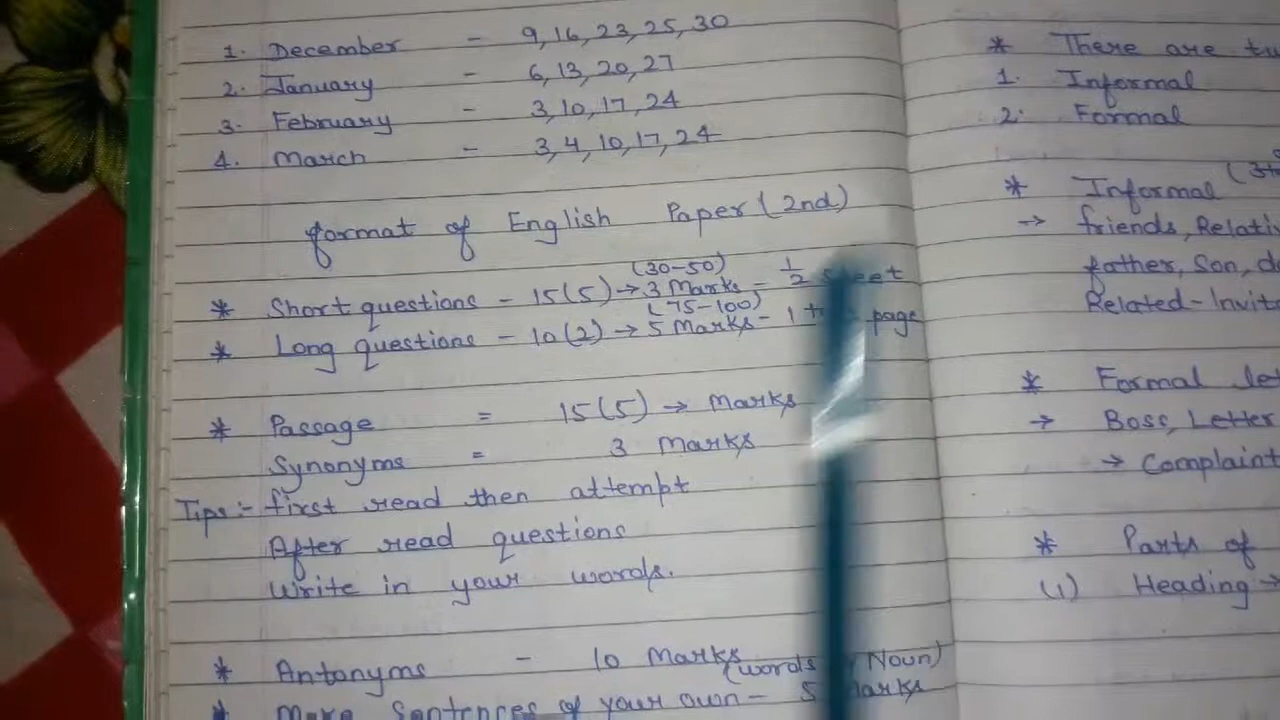 1. December - 9, 16, 23, 25, 30
2. January - 6, 13, 20, 27
3. February - 3, 10, 17, 24
4. March - 3, 4, 10, 17, 24
format of English Paper (2nd)
(30-50)
* Short questions - 15(5) → 3 Marks - 1/2
(75-100)
* Long questions - 10(2) → 5 Marks - 1 page
* Passage = 15(5) → Marks
Synonyms = 3 Marks
Tips:- first read then attempt
After read questions
Write in your words.
* Antonyms - 10 Marks
(words Noun)
* Make Sentences of your own - 5 Marks
* There are
1. Informal
2. Formal
* Informal
→ friends,
father, Son,
Related-
* Formal
→ Boss, Letter
→ Complaint
* Parts of
(1) Heading →